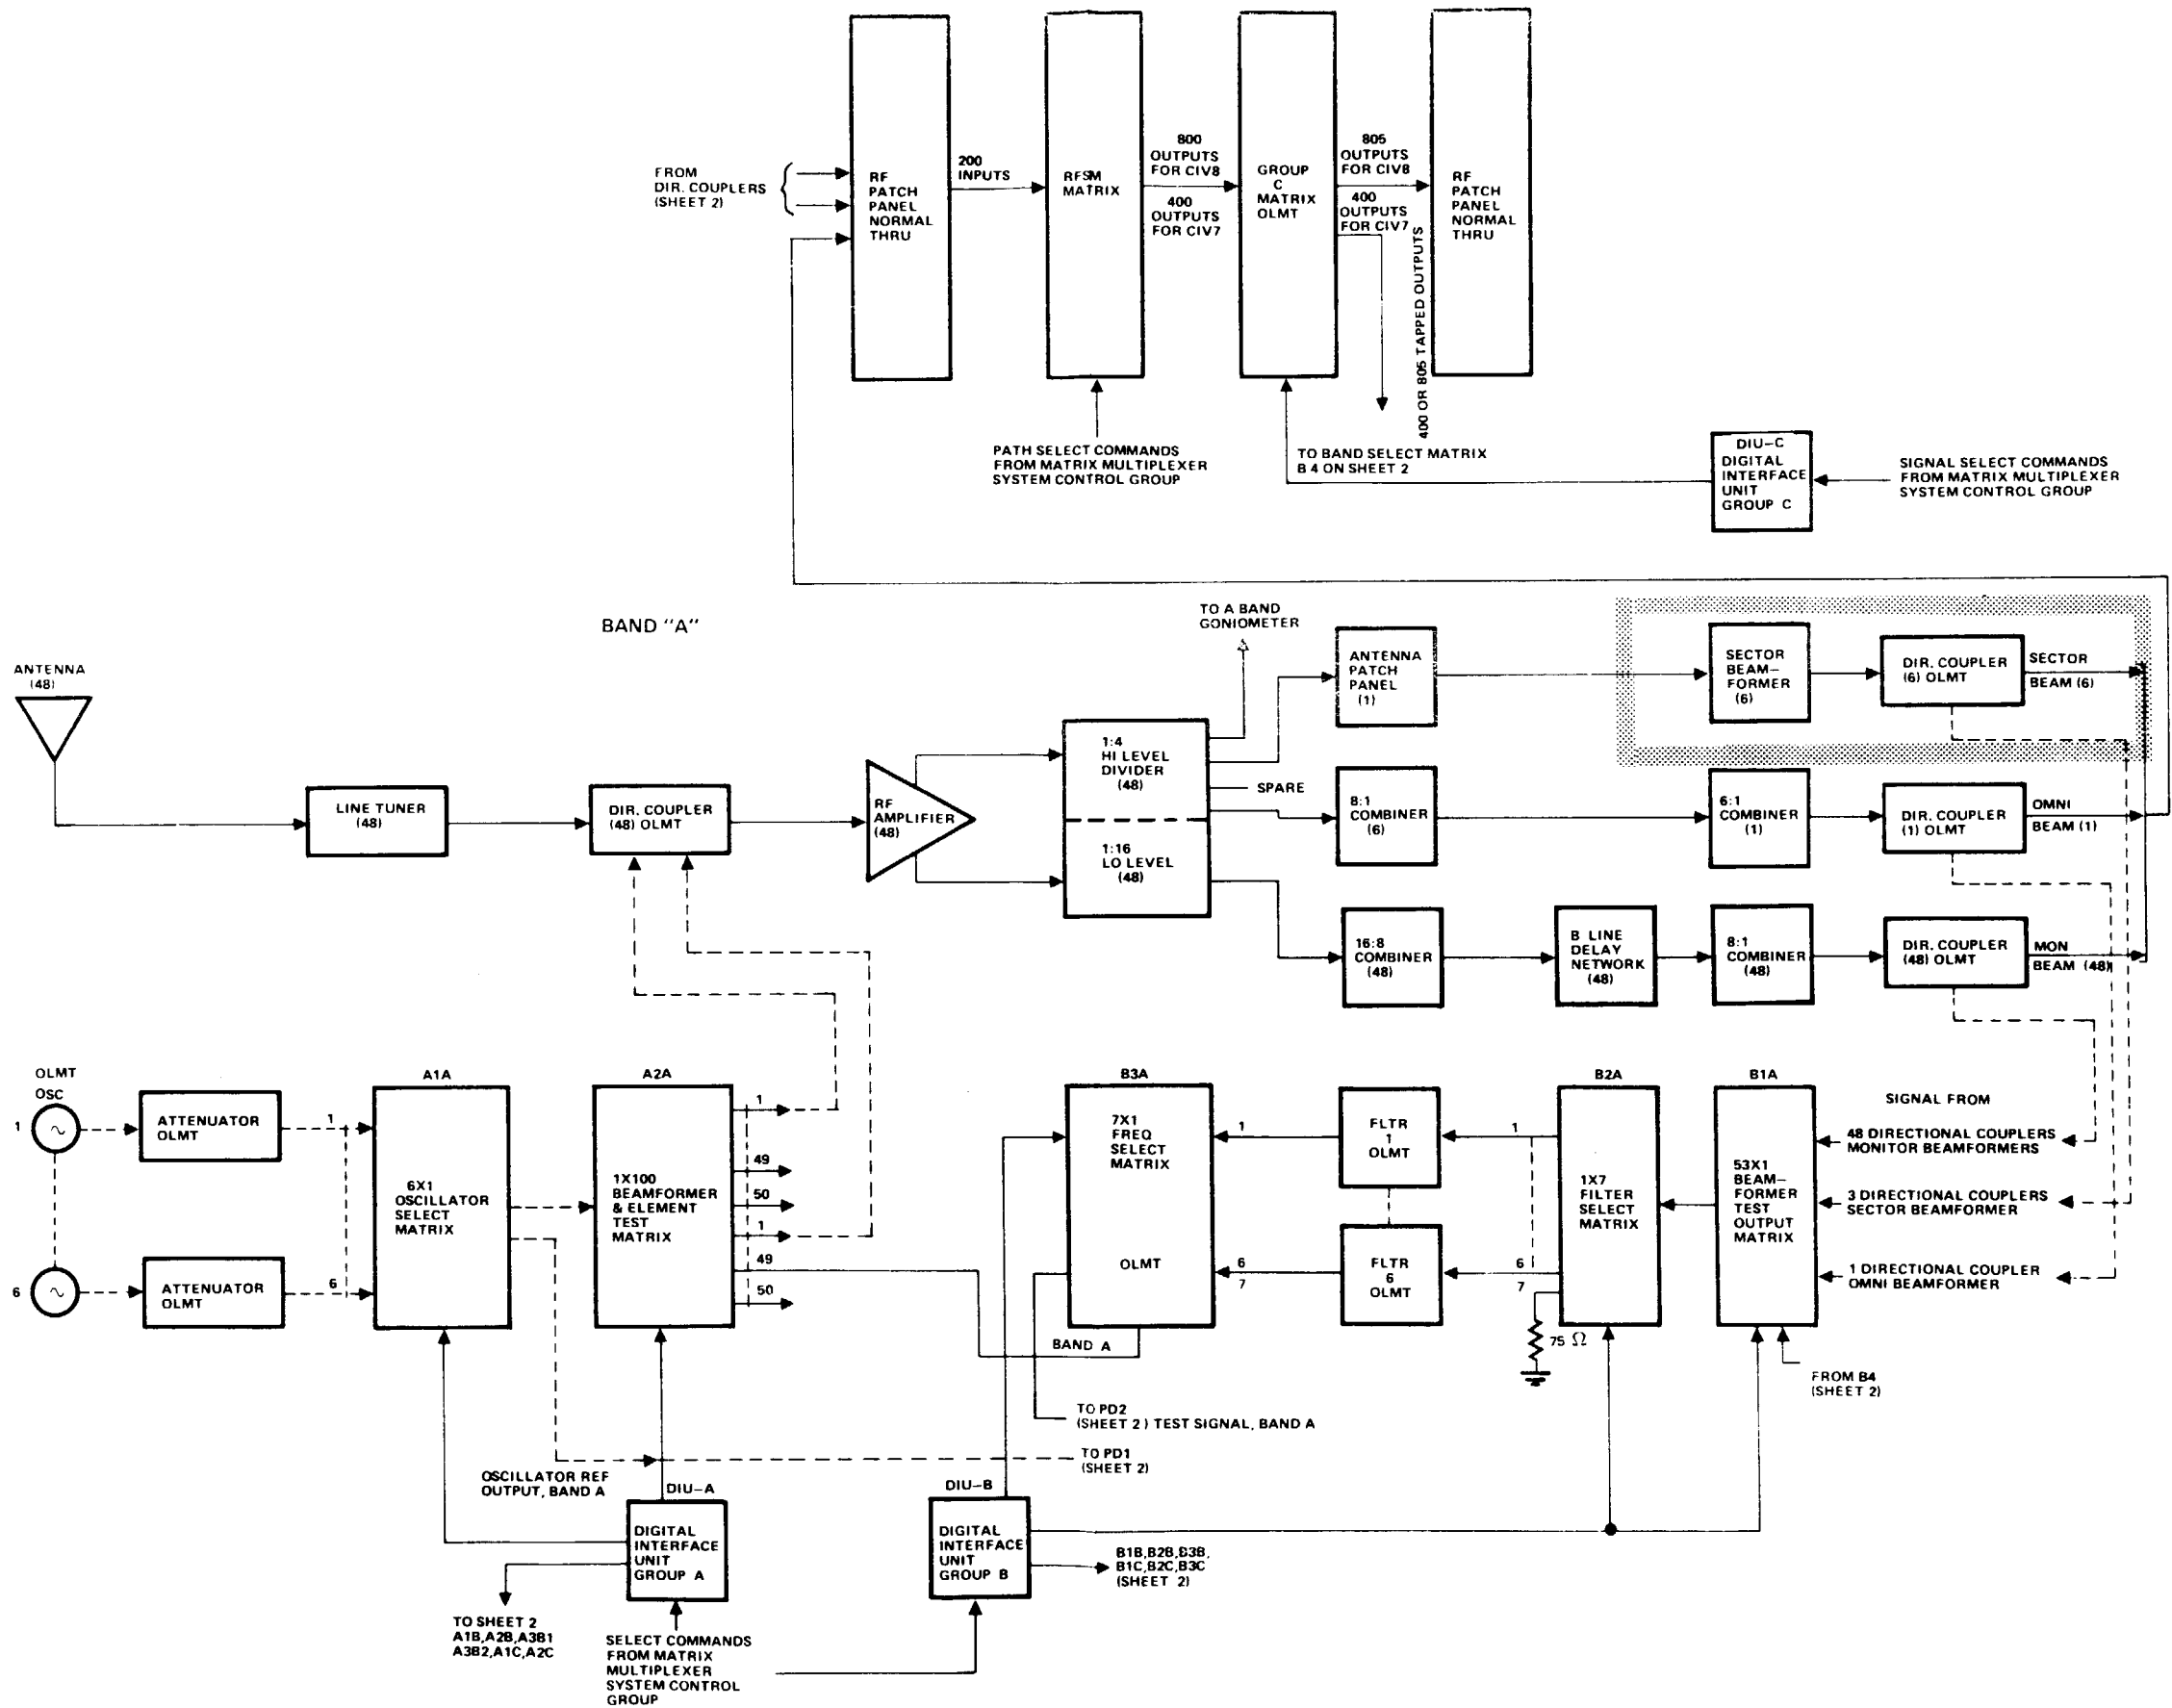 FROM
DIR. COUPLERS
(SHEET 2)
RF
PATCH
PANEL
NORMAL
THRU
200
INPUTS
RFSM
MATRIX
800
OUTPUTS
FOR CIV8
400
OUTPUTS
FOR CIV7
GROUP
C
MATRIX
OLMT
805
OUTPUTS
FOR CIV8
400
OUTPUTS
FOR CIV7
400 OR 805 TAPPED OUTPUTS
RF
PATCH
PANEL
NORMAL
THRU
PATH SELECT COMMANDS
FROM MATRIX MULTIPLEXER
SYSTEM CONTROL GROUP
TO BAND SELECT MATRIX
B 4 ON SHEET 2
DIU-C
DIGITAL
INTERFACE
UNIT
GROUP C
SIGNAL SELECT COMMANDS
FROM MATRIX MULTIPLEXER
SYSTEM CONTROL GROUP
BAND "A"
TO A BAND
GONIOMETER
ANTENNA
(48)
LINE TUNER
(48)
DIR. COUPLER
(48) OLMT
RF
AMPLIFIER
(48)
1:4
HI LEVEL
DIVIDER
(48)
1:16
LO LEVEL
(48)
SPARE
ANTENNA
PATCH
PANEL
(1)
SECTOR
BEAM-
FORMER
(6)
DIR. COUPLER
(6) OLMT
SECTOR
BEAM (6)
8:1
COMBINER
(6)
6:1
COMBINER
(1)
DIR. COUPLER
(1) OLMT
OMNI
BEAM (1)
16:8
COMBINER
(48)
B LINE
DELAY
NETWORK
(48)
8:1
COMBINER
(48)
DIR. COUPLER
(48) OLMT
MON
BEAM (48)
OLMT
OSC
1
ATTENUATOR
OLMT
1
6
ATTENUATOR
OLMT
6
A1A
6X1
OSCILLATOR
SELECT
MATRIX
A2A
1X100
BEAMFORMER
& ELEMENT
TEST
MATRIX
1
49
50
1
49
50
B3A
7X1
FREQ
SELECT
MATRIX
OLMT
1
6
7
FLTR
1
OLMT
FLTR
6
OLMT
1
6
7
75 Ω
B2A
1X7
FILTER
SELECT
MATRIX
B1A
53X1
BEAM-
FORMER
TEST
OUTPUT
MATRIX
SIGNAL FROM
48 DIRECTIONAL COUPLERS
MONITOR BEAMFORMERS
3 DIRECTIONAL COUPLERS
SECTOR BEAMFORMER
1 DIRECTIONAL COUPLER
OMNI BEAMFORMER
FROM B4
(SHEET 2)
BAND A
TO PD2
(SHEET 2) TEST SIGNAL, BAND A
TO PD1
(SHEET 2)
OSCILLATOR REF
OUTPUT, BAND A
DIU-A
DIGITAL
INTERFACE
UNIT
GROUP A
DIU-B
DIGITAL
INTERFACE
UNIT
GROUP B
B1B,B2B,B3B,
B1C,B2C,B3C
(SHEET 2)
TO SHEET 2
A1B,A2B,A3B1
A3B2,A1C,A2C
SELECT COMMANDS
FROM MATRIX
MULTIPLEXER
SYSTEM CONTROL
GROUP